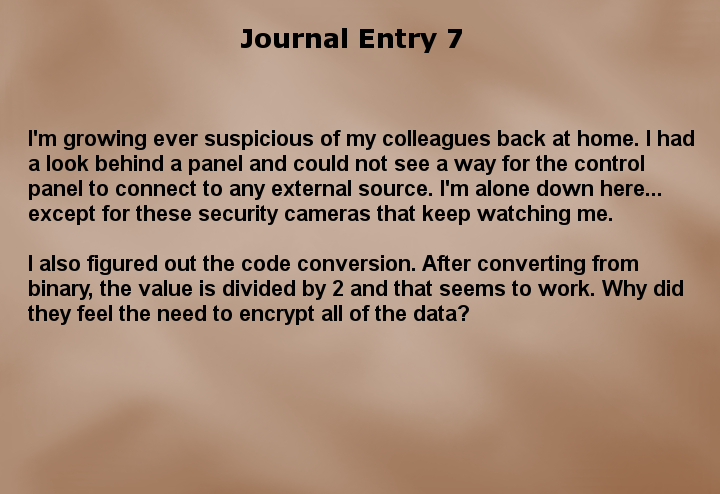 Journal Entry 7
I'm growing ever suspicious of my colleagues back at home. I had
a look behind a panel and could not see a way for the control
panel to connect to any external source. I'm alone down here...
except for these security cameras that keep watching me.
I also figured out the code conversion. After converting from
binary, the value is divided by 2 and that seems to work. Why did
they feel the need to encrypt all of the data?